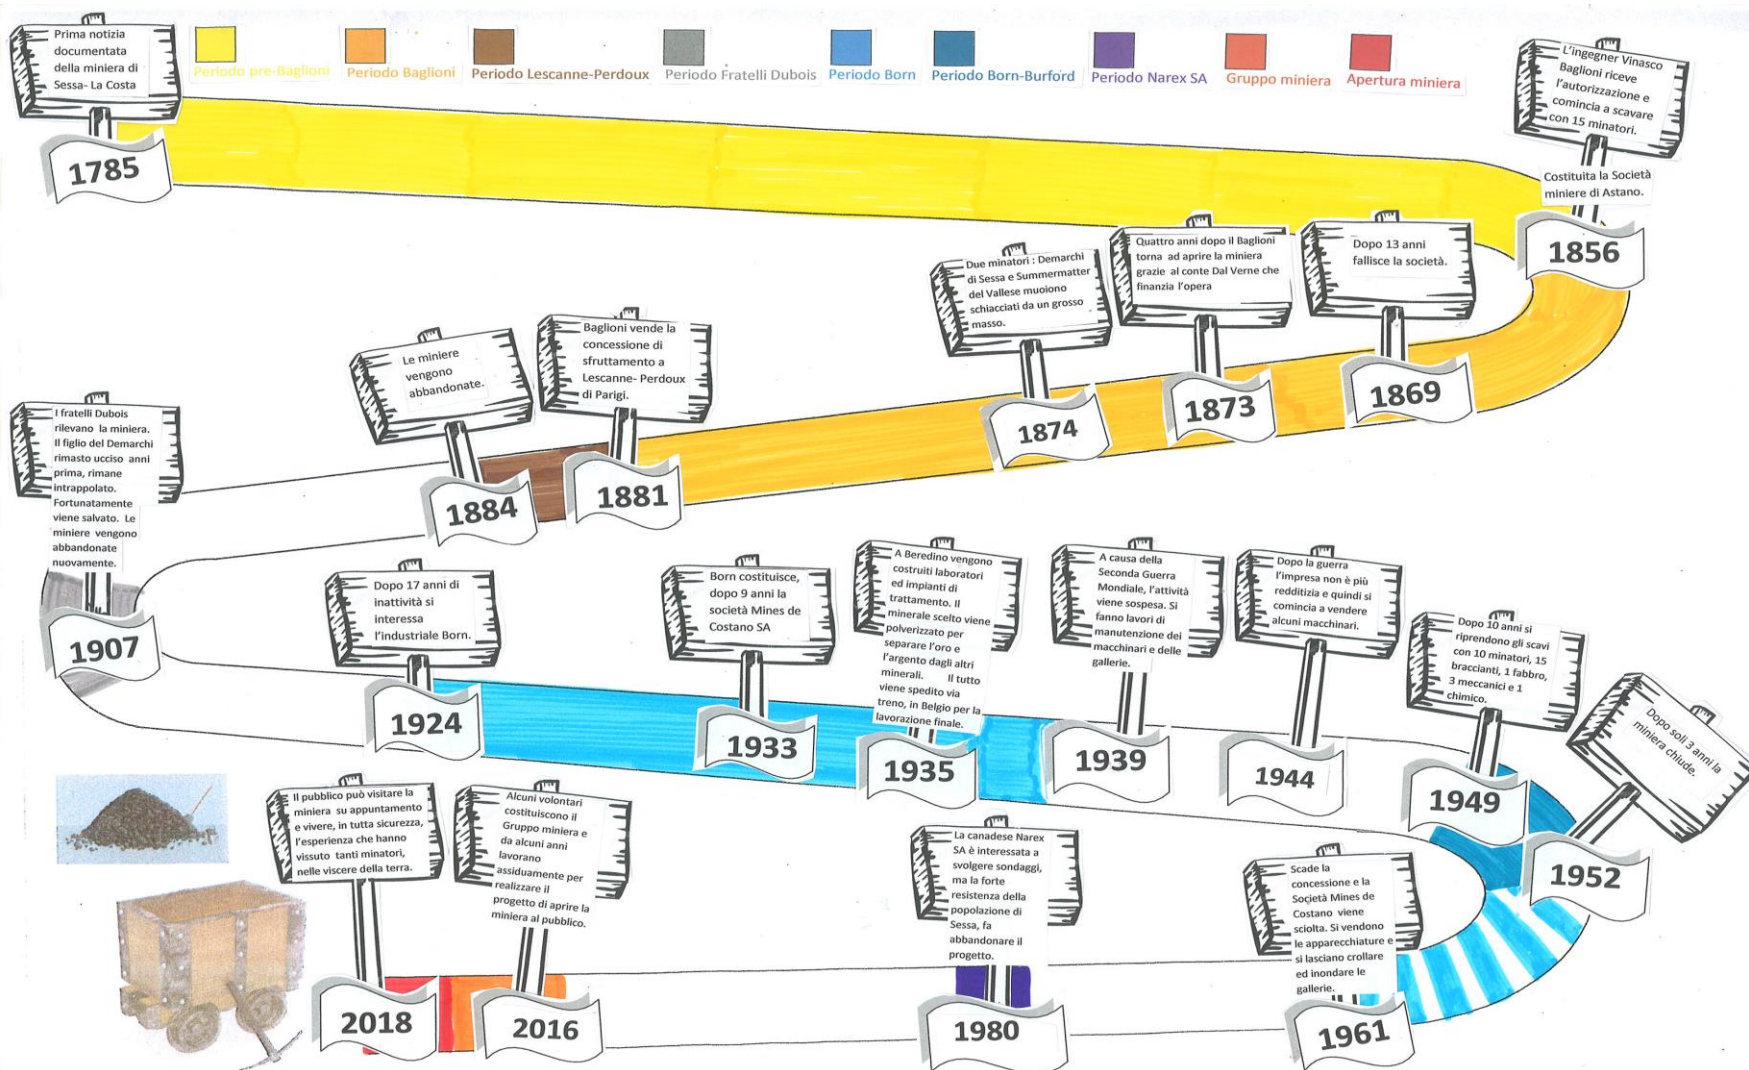 Prima notizia
documentata
della miniera di
Sessa- La Costa
1785
Periodo pre-Baglioni
Periodo Baglioni
Periodo Lescanne-Perdoux
Periodo Fratelli Dubois
Periodo Born
Periodo Born-Burford
Periodo Narex SA
Gruppo miniera
Apertura miniera
L'ingegner Vinasco
Baglioni riceve
l'autorizzazione e
comincia a scavare
con 15 minatori.
Costituita la Società
miniere di Astano.
1856
Dopo 13 anni
fallisce la società.
1869
Quattro anni dopo il Baglioni
torna ad aprire la miniera
grazie al conte Dal Verne che
finanzia l'opera
1873
Due minatori : Demarchi
di Sessa e Summermatter
del Vallese muoiono
schiacciati da un grosso
masso.
1874
Baglioni vende la
concessione di
sfruttamento a
Lescanne- Perdoux
di Parigi.
1881
Le miniere
vengono
abbandonate.
1884
I fratelli Dubois
rilevano la miniera.
Il figlio del Demarchi
rimasto ucciso anni
prima, rimane
intrappolato.
Fortunatamente
viene salvato. Le
miniere vengono
abbandonate
nuovamente.
1907
Dopo 17 anni di
inattività si
interessa
l'industriale Born.
1924
Born costituisce,
dopo 9 anni la
società Mines de
Costano SA
1933
A Beredino vengono
costruiti laboratori
ed impianti di
trattamento. Il
minerale scelto viene
polverizzato per
separare l'oro e
l'argento dagli altri
minerali. Il tutto
viene spedito via
treno, in Belgio per la
lavorazione finale.
1935
A causa della
Seconda Guerra
Mondiale, l'attività
viene sospesa. Si
fanno lavori di
manutenzione dei
macchinari e delle
gallerie.
1939
Dopo la guerra
l'impresa non è più
redditizia e quindi si
comincia a vendere
alcuni macchinari.
1944
Dopo 10 anni si
riprendono gli scavi
con 10 minatori, 15
braccianti, 1 fabbro,
3 meccanici e 1
chimico.
1949
Dopo soli 3 anni la
miniera chiude.
1952
Scade la
concessione e la
Società Mines de
Costano viene
sciolta. Si vendono
le apparecchiature e
si lasciano crollare
ed inondare le
gallerie.
1961
La canadese Narex
SA è interessata a
svolgere sondaggi,
ma la forte
resistenza della
popolazione di
Sessa, fa
abbandonare il
progetto.
1980
Alcuni volontari
costituiscono il
Gruppo miniera e
da alcuni anni
lavorano
assiduamente per
realizzare il
progetto di aprire la
miniera al pubblico.
2016
Il pubblico può visitare la
miniera su appuntamento
e vivere, in tutta sicurezza,
l'esperienza che hanno
vissuto tanti minatori,
nelle viscere della terra.
2018